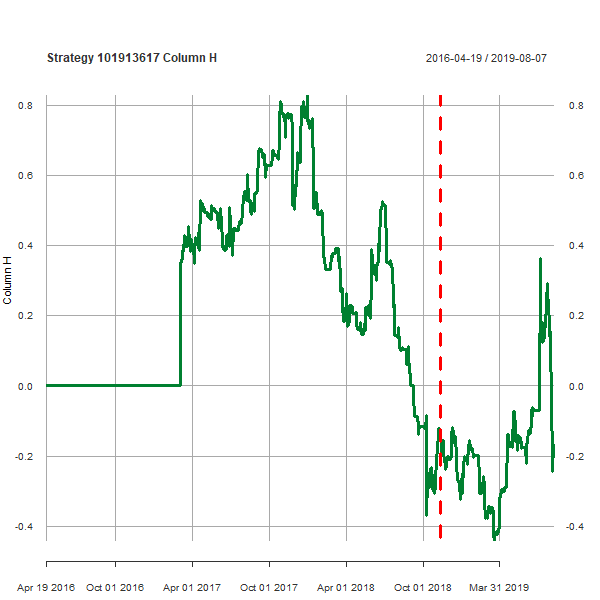 Strategy 101913617 Column H
2016-04-19 / 2019-08-07
0.8
0.8
0.6
0.6
0.4
0.4
Column H
0.2
0.2
0.0
0.0
-0.2
-0.2
-0.4
-0.4
Apr 19 2016
Oct 01 2016
Apr 01 2017
Oct 01 2017
Apr 01 2018
Oct 01 2018
Mar 31 2019